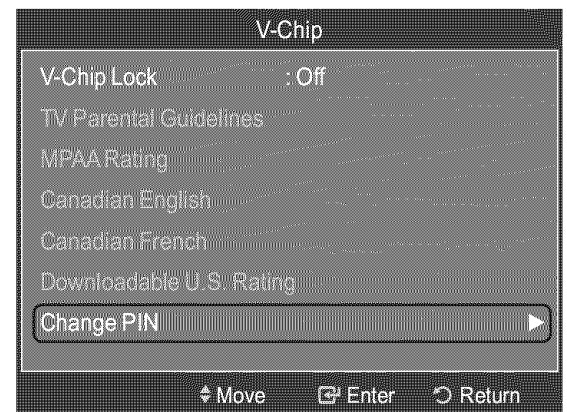 V-Chip
V-Chip Lock : Off
TV Parental Guidelines
MPAA Rating
Canadian English
Canadian French
Downloadable U.S. Rating
Change PIN
Move Enter Return